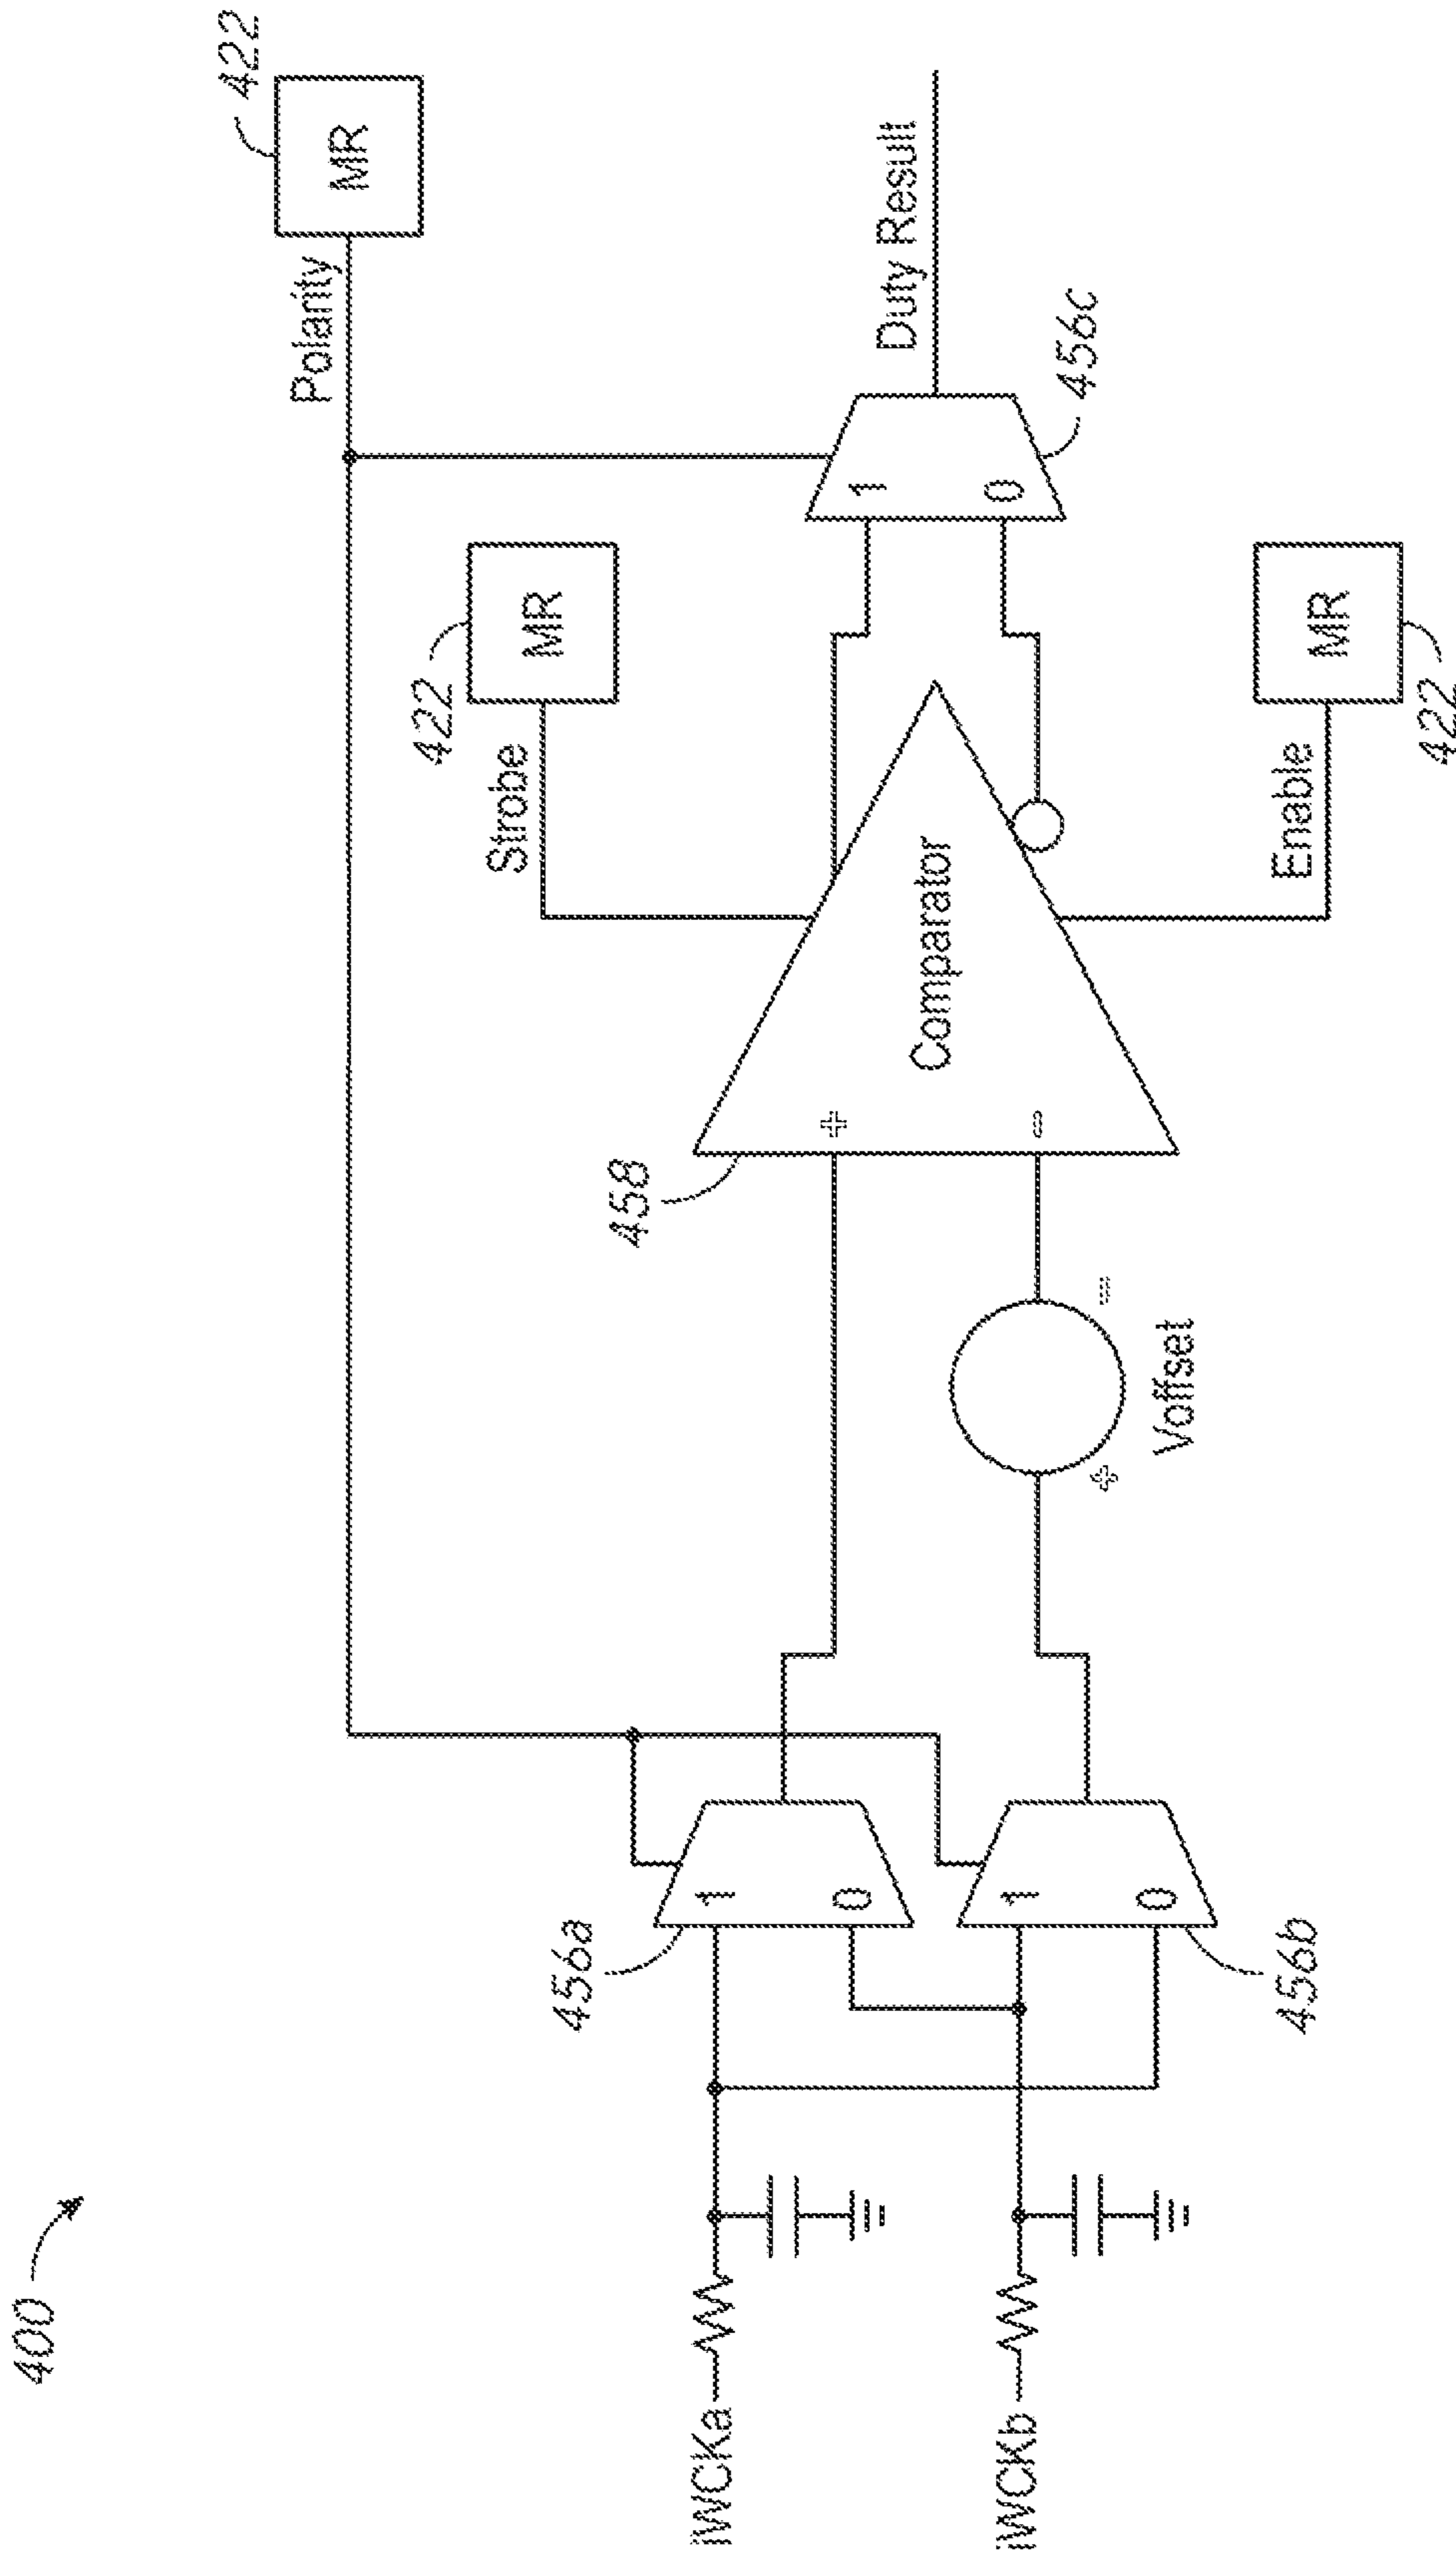 400
iWCKa
iWCKb
456a
1
0
456b
1
0
Voffset
+
-
458
+
-
Comparator
Strobe
422
MR
Enable
422
MR
Polarity
422
MR
1
0
456c
Duty Result